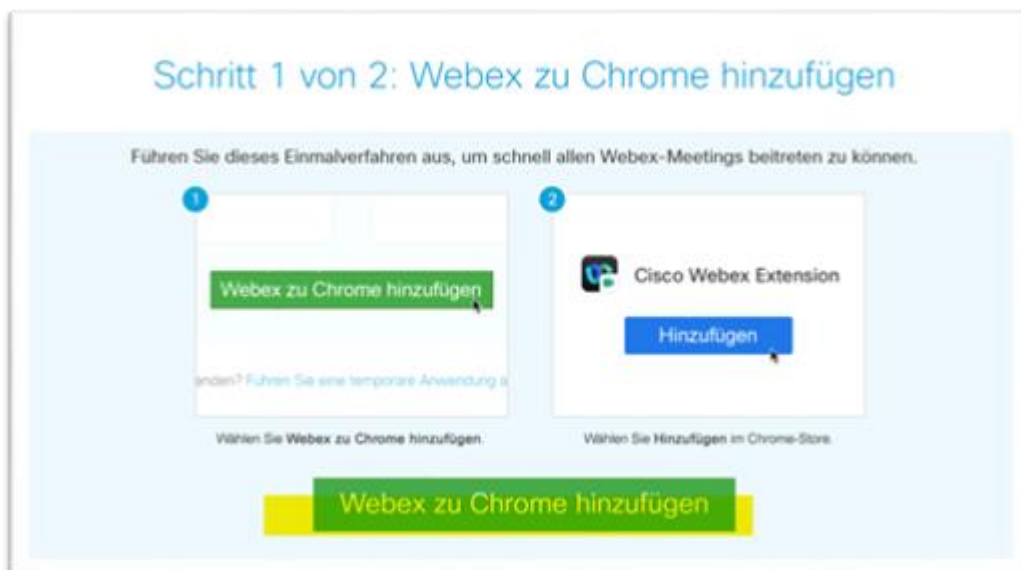 Schritt 1 von 2: Webex zu Chrome hinzufügen
Führen Sie dieses Einmalverfahren aus, um schnell allen Webex-Meetings beitreten zu können.
1
Webex zu Chrome hinzufügen
enden? Führen Sie eine temporäre Anwendung a
Wählen Sie Webex zu Chrome hinzufügen.
2
Cisco Webex Extension
Hinzufügen
Wählen Sie Hinzufügen im Chrome-Store.
Webex zu Chrome hinzufügen